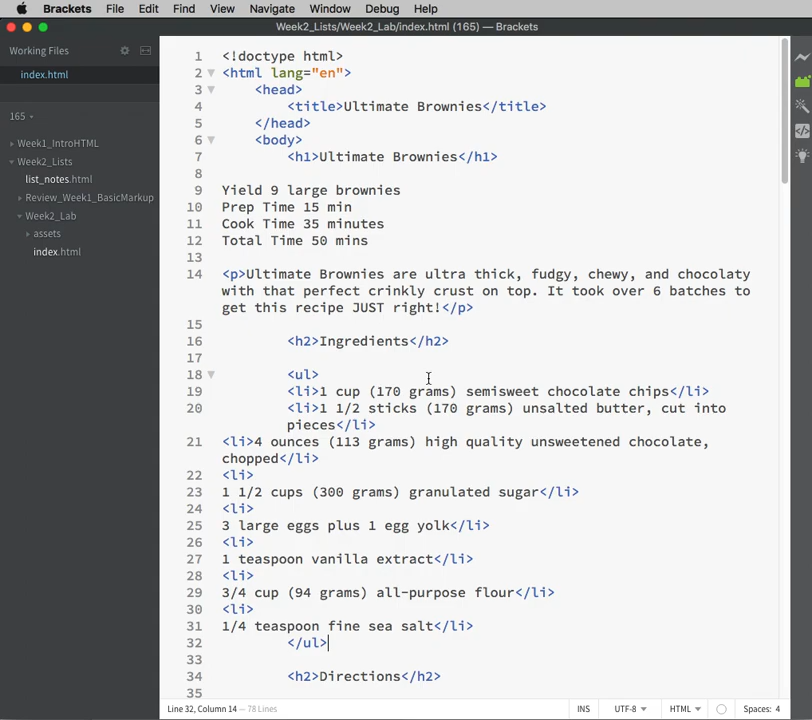 Brackets File Edit Find View Navigate Window Debug Help
Week2_Lists/Week2_Lab/index.html (165) — Brackets
Working Files
index.html
165
Week1_IntroHTML
Week2_Lists
list_notes.html
Review_Week1_BasicMarkup
Week2_Lab
assets
index.html
1 <!doctype html>
2 <html lang="en">
3 <head>
4 <title>Ultimate Brownies</title>
5 </head>
6 <body>
7 <h1>Ultimate Brownies</h1>
8
9 Yield 9 large brownies
10 Prep Time 15 min
11 Cook Time 35 minutes
12 Total Time 50 mins
13
14 <p>Ultimate Brownies are ultra thick, fudgy, chewy, and chocolaty
with that perfect crinkly crust on top. It took over 6 batches to
get this recipe JUST right!</p>
15
16 <h2>Ingredients</h2>
17
18 <ul>
19 <li>1 cup (170 grams) semisweet chocolate chips</li>
20 <li>1 1/2 sticks (170 grams) unsalted butter, cut into
pieces</li>
21 <li>4 ounces (113 grams) high quality unsweetened chocolate,
chopped</li>
22 <li>
23 1 1/2 cups (300 grams) granulated sugar</li>
24 <li>
25 3 large eggs plus 1 egg yolk</li>
26 <li>
27 1 teaspoon vanilla extract</li>
28 <li>
29 3/4 cup (94 grams) all-purpose flour</li>
30 <li>
31 1/4 teaspoon fine sea salt</li>
32 </ul>
33
34 <h2>Directions</h2>
35
Line 32, Column 14 — 78 Lines
INS UTF-8 HTML Spaces: 4